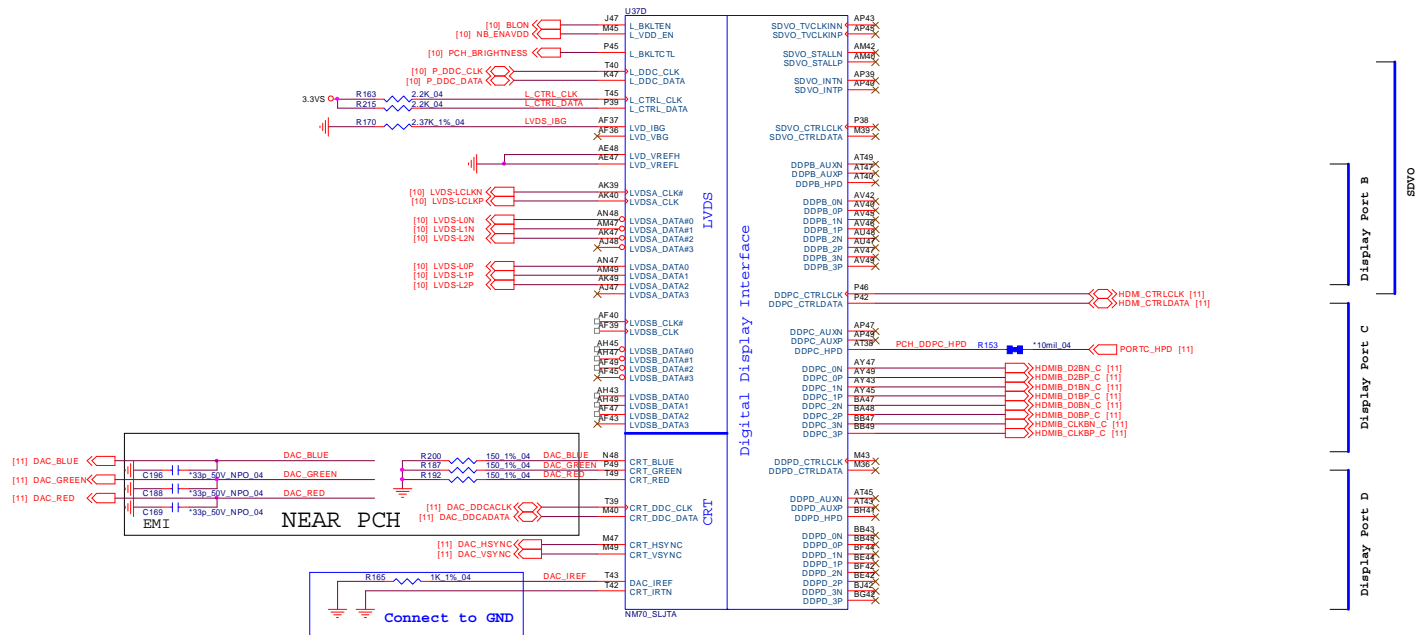 U37D
[10] BLON
J47
L_BKLTEN
[10] NB_ENAVDD
M45
L_VDD_EN
[10] PCH_BRIGHTNESS
P45
L_BKLTCTL
[10] P_DDC_CLK
T40
L_DDC_CLK
[10] P_DDC_DATA
K47
L_DDC_DATA
3.3VS
R163
2.2K_04
L_CTRL_CLK
T45
L_CTRL_CLK
R215
2.2K_04
L_CTRL_DATA
P39
L_CTRL_DATA
R170
2.37K_1%_04
LVDS_IBG
AF37
LVD_IBG
AF36
LVD_VBG
AE48
LVD_VREFH
AE47
LVD_VREFL
[10] LVDS-LCLKN
AK39
LVDSA_CLK#
[10] LVDS-LCLKP
AK40
LVDSA_CLK
[10] LVDS-L0N
AN48
LVDSA_DATA#0
[10] LVDS-L1N
AM47
LVDSA_DATA#1
[10] LVDS-L2N
AK47
LVDSA_DATA#2
AJ48
LVDSA_DATA#3
[10] LVDS-L0P
AN47
LVDSA_DATA0
[10] LVDS-L1P
AM49
LVDSA_DATA1
[10] LVDS-L2P
AK49
LVDSA_DATA2
AJ47
LVDSA_DATA3
AF40
LVDSB_CLK#
AF39
LVDSB_CLK
AH45
LVDSB_DATA#0
AH47
LVDSB_DATA#1
AF49
LVDSB_DATA#2
AF45
LVDSB_DATA#3
AH43
LVDSB_DATA0
AH49
LVDSB_DATA1
AF47
LVDSB_DATA2
AF43
LVDSB_DATA3
LVDS
[11] DAC_BLUE
DAC_BLUE
C196
*33p_50V_NPO_04
[11] DAC_GREEN
DAC_GREEN
C188
*33p_50V_NPO_04
[11] DAC_RED
DAC_RED
C169
*33p_50V_NPO_04
EMI
NEAR PCH
R200
150_1%_04
DAC_BLUE
N48
CRT_BLUE
R187
150_1%_04
DAC_GREEN
P49
CRT_GREEN
R192
150_1%_04
DAC_RED
T49
CRT_RED
[11] DAC_DDCACLK
T39
CRT_DDC_CLK
[11] DAC_DDCADATA
M40
CRT_DDC_DATA
[11] DAC_HSYNC
M47
CRT_HSYNC
[11] DAC_VSYNC
M49
CRT_VSYNC
R165
1K_1%_04
DAC_IREF
T43
DAC_IREF
T42
CRT_IRTN
Connect to GND
CRT
NM70_SLJTA
Digital Display Interface
SDVO_TVCLKINN
AP43
SDVO_TVCLKINP
AP45
SDVO_STALLN
AM42
SDVO_STALLP
AM40
SDVO_INTN
AP39
SDVO_INTP
AP40
SDVO_CTRLCLK
P38
SDVO_CTRLDATA
M39
DDPB_AUXN
AT49
DDPB_AUXP
AT47
DDPB_HPD
AT40
DDPB_0N
AV42
DDPB_0P
AV40
DDPB_1N
AV45
DDPB_1P
AV46
DDPB_2N
AU48
DDPB_2P
AU47
DDPB_3N
AV47
DDPB_3P
AV49
DDPC_CTRLCLK
P46
HDMI_CTRLCLK [11]
DDPC_CTRLDATA
P42
HDMI_CTRLDATA [11]
DDPC_AUXN
AP47
DDPC_AUXP
AP49
DDPC_HPD
AT38
PCH_DDPC_HPD
R153
*10mil_04
PORTC_HPD [11]
DDPC_0N
AY47
HDMIB_D2BN_C [11]
DDPC_0P
AY49
HDMIB_D2BP_C [11]
DDPC_1N
AY43
HDMIB_D1BN_C [11]
DDPC_1P
AY45
HDMIB_D1BP_C [11]
DDPC_2N
BA47
HDMIB_D0BN_C [11]
DDPC_2P
BA48
HDMIB_D0BP_C [11]
DDPC_3N
BB47
HDMIB_CLKBN_C [11]
DDPC_3P
BB49
HDMIB_CLKBP_C [11]
DDPD_CTRLCLK
M43
DDPD_CTRLDATA
M36
DDPD_AUXN
AT45
DDPD_AUXP
AT43
DDPD_HPD
BH41
DDPD_0N
BB43
DDPD_0P
BB45
DDPD_1N
BF44
DDPD_1P
BE44
DDPD_2N
BF42
DDPD_2P
BE42
DDPD_3N
BJ42
DDPD_3P
BG42
Display Port B
SDVO
Display Port C
Display Port D